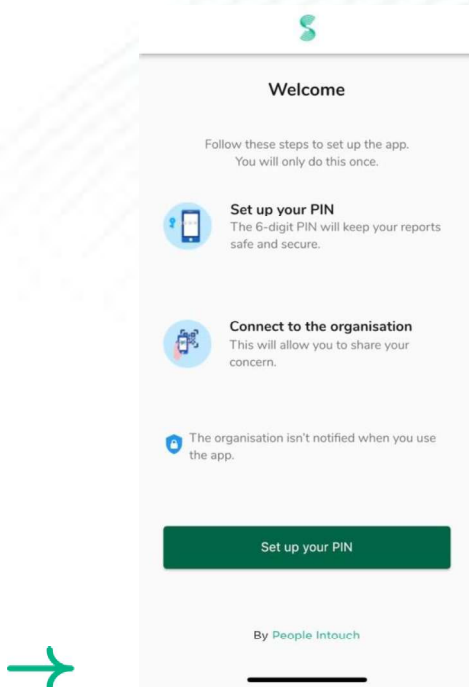 Welcome
Follow these steps to set up the app.
You will only do this once.
Set up your PIN
The 6-digit PIN will keep your reports
safe and secure.
Connect to the organisation
This will allow you to share your
concern.
The organisation isn't notified when you use
the app.
Set up your PIN
By People Intouch